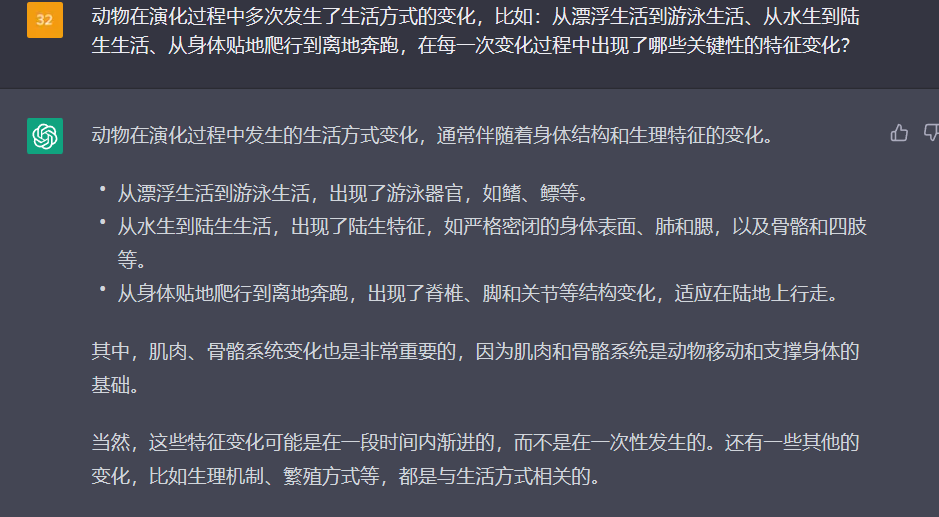 32
动物在演化过程中多次发生了生活方式的变化，比如：从漂浮生活到游泳生活、从水生到陆
生生活、从身体贴地爬行到离地奔跑，在每一次变化过程中出现了哪些关键性的特征变化？
动物在演化过程中发生的生活方式变化，通常伴随着身体结构和生理特征的变化。
• 从漂浮生活到游泳生活，出现了游泳器官，如鳍、鳔等。
• 从水生到陆生生活，出现了陆生特征，如严格密闭的身体表面、肺和腮，以及骨骼和四肢
等。
• 从身体贴地爬行到离地奔跑，出现了脊椎、脚和关节等结构变化，适应在陆地上行走。
其中，肌肉、骨骼系统变化也是非常重要的，因为肌肉和骨骼系统是动物移动和支撑身体的
基础。
当然，这些特征变化可能是在一段时间内渐进的，而不是在一次性发生的。还有一些其他的
变化，比如生理机制、繁殖方式等，都是与生活方式相关的。